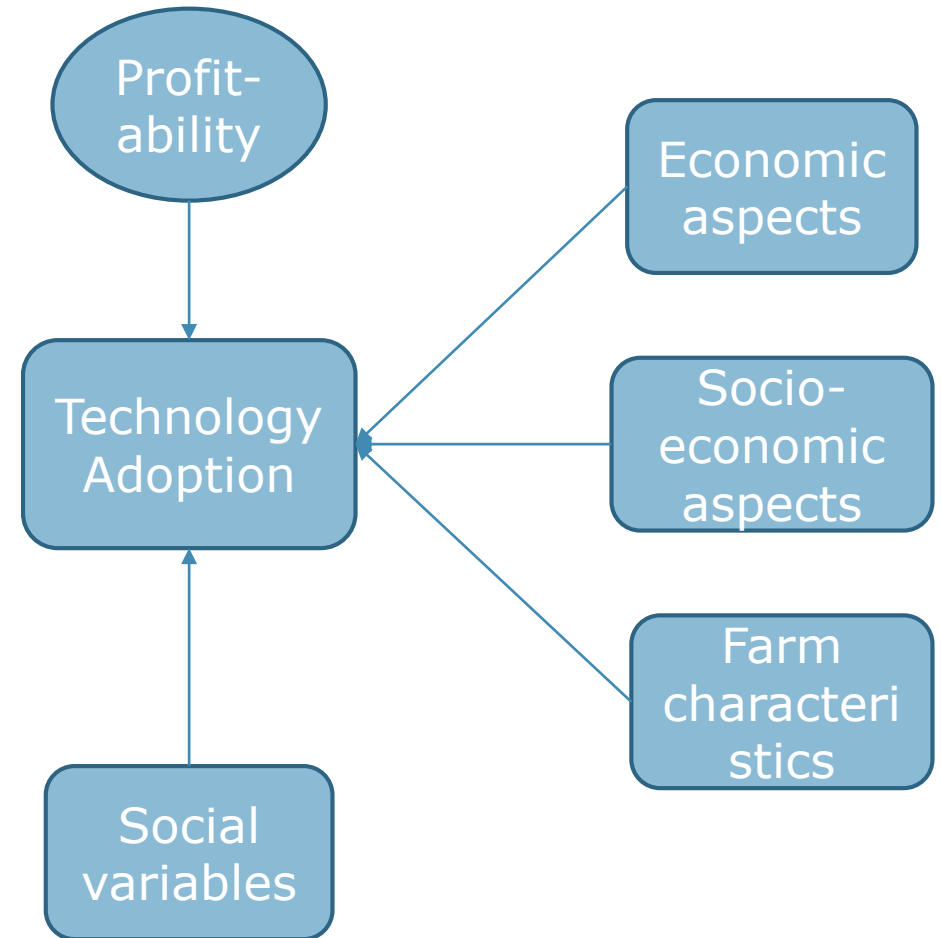 Profit-
ability
Economic
aspects
Technology
Adoption
Socio-
economic
aspects
Farm
characteri
stics
Social
variables